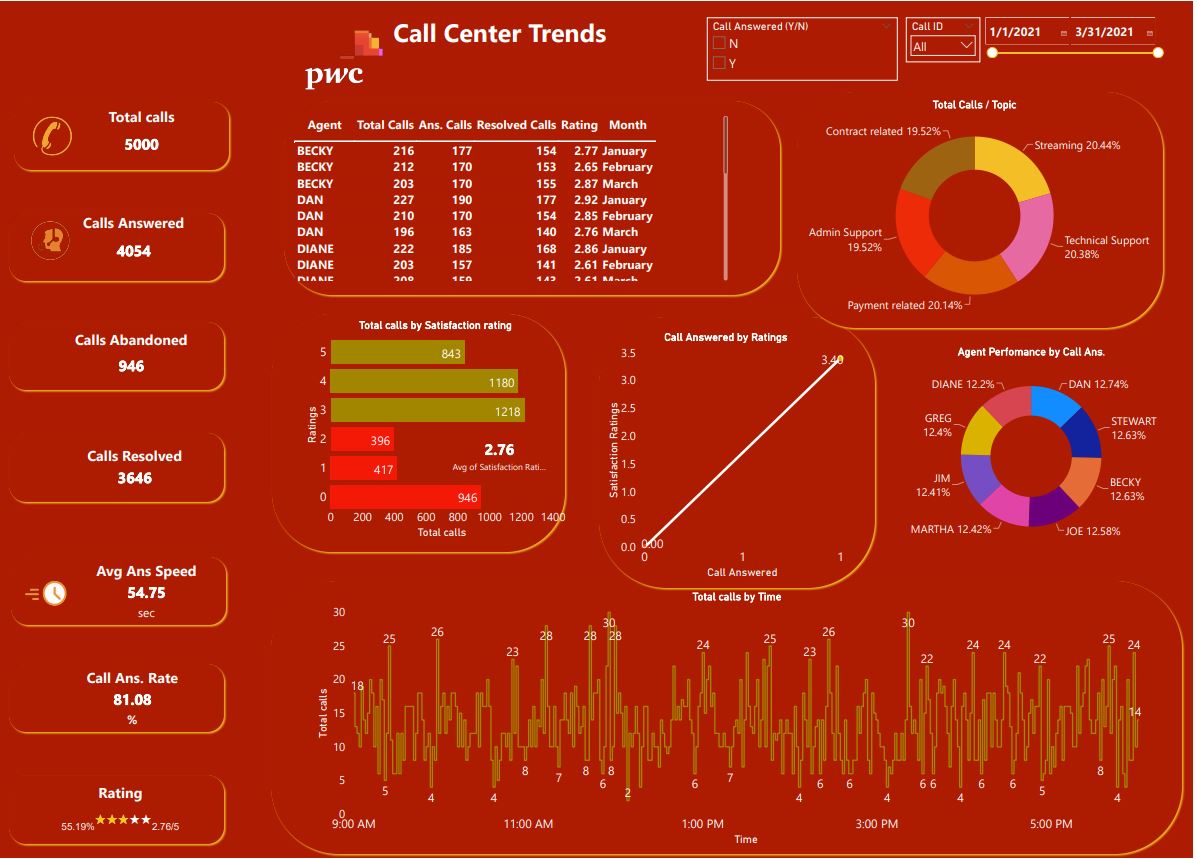 Call Center Trends
pwc
Call Answered (Y/N)
N
Y
Call ID
All
1/1/2021
3/31/2021
Total calls
5000
Calls Answered
4054
Calls Abandoned
946
Calls Resolved
3646
Avg Ans Speed
54.75
sec
Call Ans. Rate
81.08
%
Rating
55.19% ★★★★★ 2.76/5
Agent Total Calls Ans. Calls Resolved Calls Rating Month
BECKY 216 177 154 2.77 January
BECKY 212 170 153 2.65 February
BECKY 203 170 155 2.87 March
DAN 227 190 177 2.92 January
DAN 210 170 154 2.85 February
DAN 196 163 140 2.76 March
DIANE 222 185 168 2.86 January
DIANE 203 157 141 2.61 February
DIANE 208 159 143 2.61 March
Total Calls / Topic
Contract related 19.52%
Streaming 20.44%
Admin Support
19.52%
Technical Support
20.38%
Payment related 20.14%
Total calls by Satisfaction rating
Ratings
5 843
4 1180
3 1218
2 396
1 417
0 946
2.76
Avg of Satisfaction Rati...
0 200 400 600 800 1000 1200 1400
Total calls
Call Answered by Ratings
Satisfaction Ratings
3.5
3.0
2.5
2.0
1.5
1.0
0.5
0.0
3.40
0.00
0 1 1
Call Answered
Agent Perfomance by Call Ans.
DIANE 12.2%
DAN 12.74%
GREG
12.4%
STEWART
12.63%
JIM
12.41%
BECKY
12.63%
MARTHA 12.42%
JOE 12.58%
Total calls by Time
Total calls
30
25
20
15
10
5
0
18 25 26 23 28 28 30 28 24 25 23 26 30 22 24 24 22 25 24
14
5 4 4 8 7 8 6 8 2 6 7 4 6 6 4 6 6 4 6 6 5 8 4
9:00 AM 11:00 AM 1:00 PM 3:00 PM 5:00 PM
Time